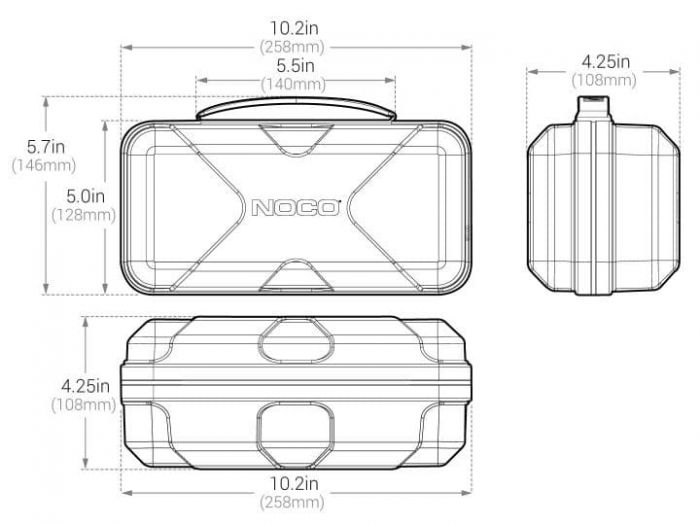 10.2in
(258mm)
5.5in
(140mm)
4.25in
(108mm)
5.7in
(146mm)
5.0in
(128mm)
NOCO
4.25in
(108mm)
10.2in
(258mm)